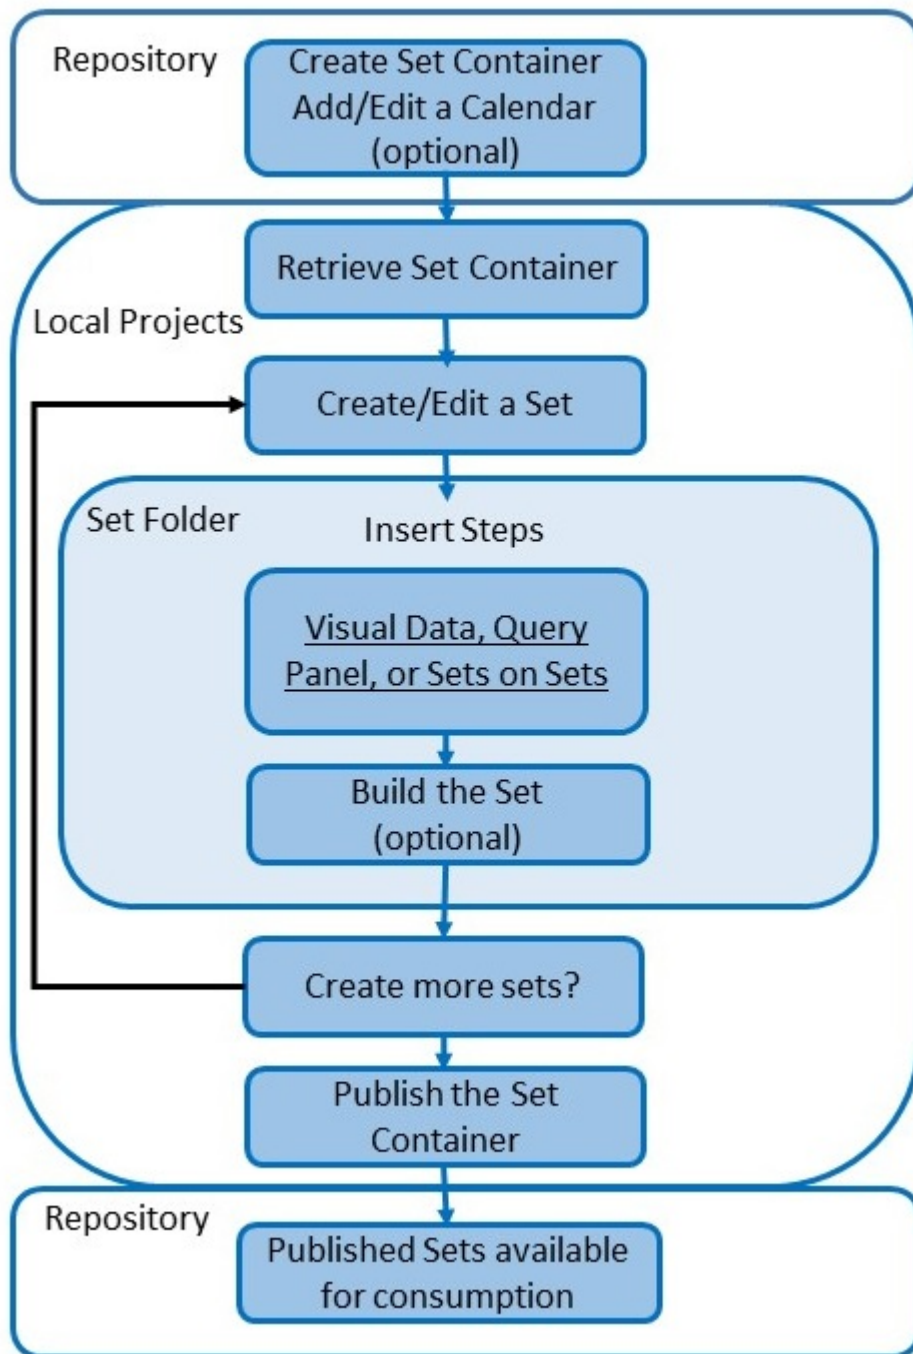 Repository
Create Set Container
Add/Edit a Calendar
(optional)
Retrieve Set Container
Local Projects
Create/Edit a Set
Set Folder
Insert Steps
Visual Data, Query
Panel, or Sets on Sets
Build the Set
(optional)
Create more sets?
Publish the Set
Container
Repository
Published Sets available
for consumption